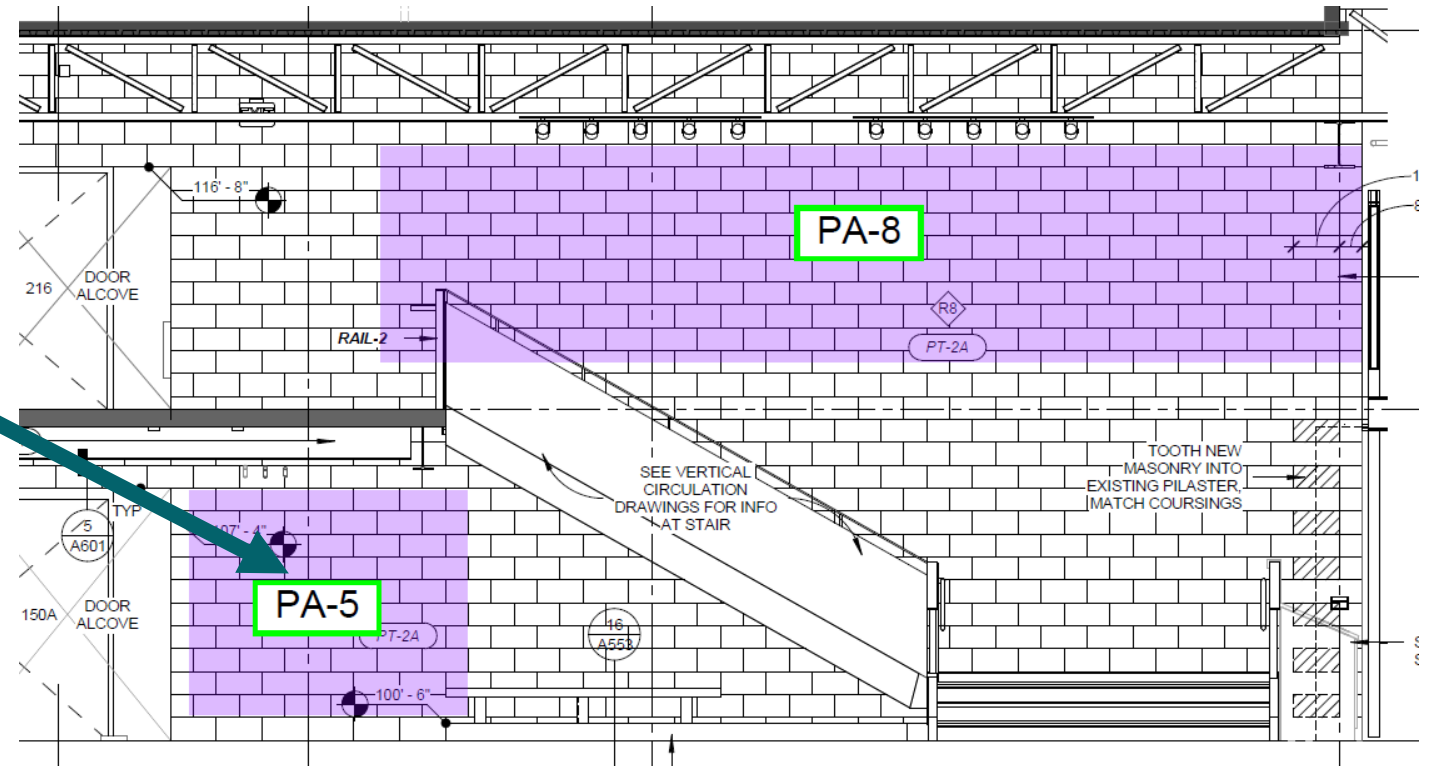 116' - 8"
PA-8
216
DOOR
ALCOVE
R8
RAIL-2
PT-2A
TOOTH NEW
MASONRY INTO
EXISTING PILASTER,
MATCH COURSINGS
SEE VERTICAL
CIRCULATION
DRAWINGS FOR INFO
AT STAIR
TYP
5
A601
107' - 4"
PA-5
150A
DOOR
ALCOVE
PT-2A
16
A553
100' - 6"